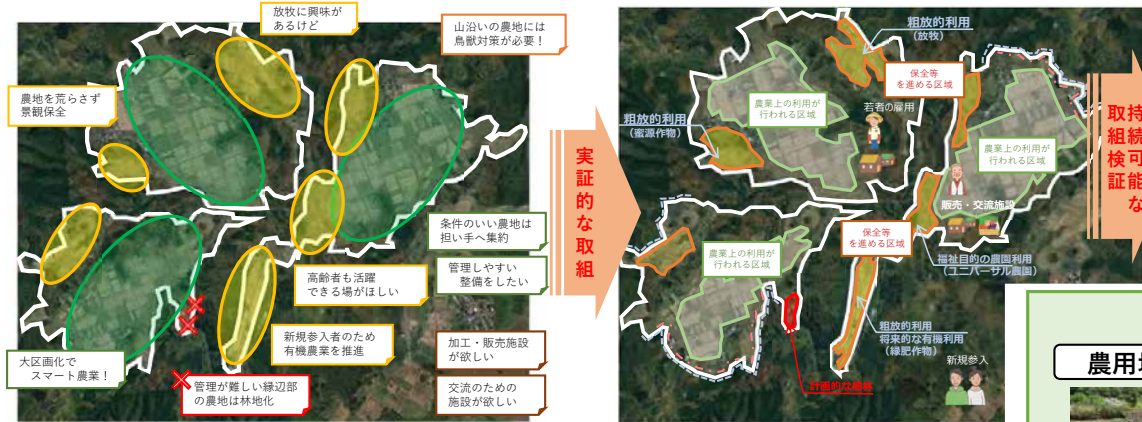 放牧に興味が
あるけど
山沿いの農地には
鳥獣対策が必要！
農地を荒らさず
景観保全
条件のいい農地は
担い手へ集約
管理しやすい
整備をしたい
高齢者も活躍
できる場がほしい
新規参入者のため
有機農業を推進
加工・販売施設
が欲しい
交流のための
施設が欲しい
大区画化で
スマート農業！
管理が難しい縁辺部
の農地は林地化
実証的な取組
粗放的利用
（放牧）
保全等
を進める区域
農業上の利用が
行われる区域
若者の雇用
粗放的利用
（蜜源作物）
農業上の利用が
行われる区域
販売・交流施設
保全等
を進める区域
農業上の利用が
行われる区域
福祉目的の農園利用
（ユニバーサル農園）
粗放的利用
将来的な有機利用
（緑肥作物）
新規参入
計画的な植林
持続可能な
取組検証
農用地